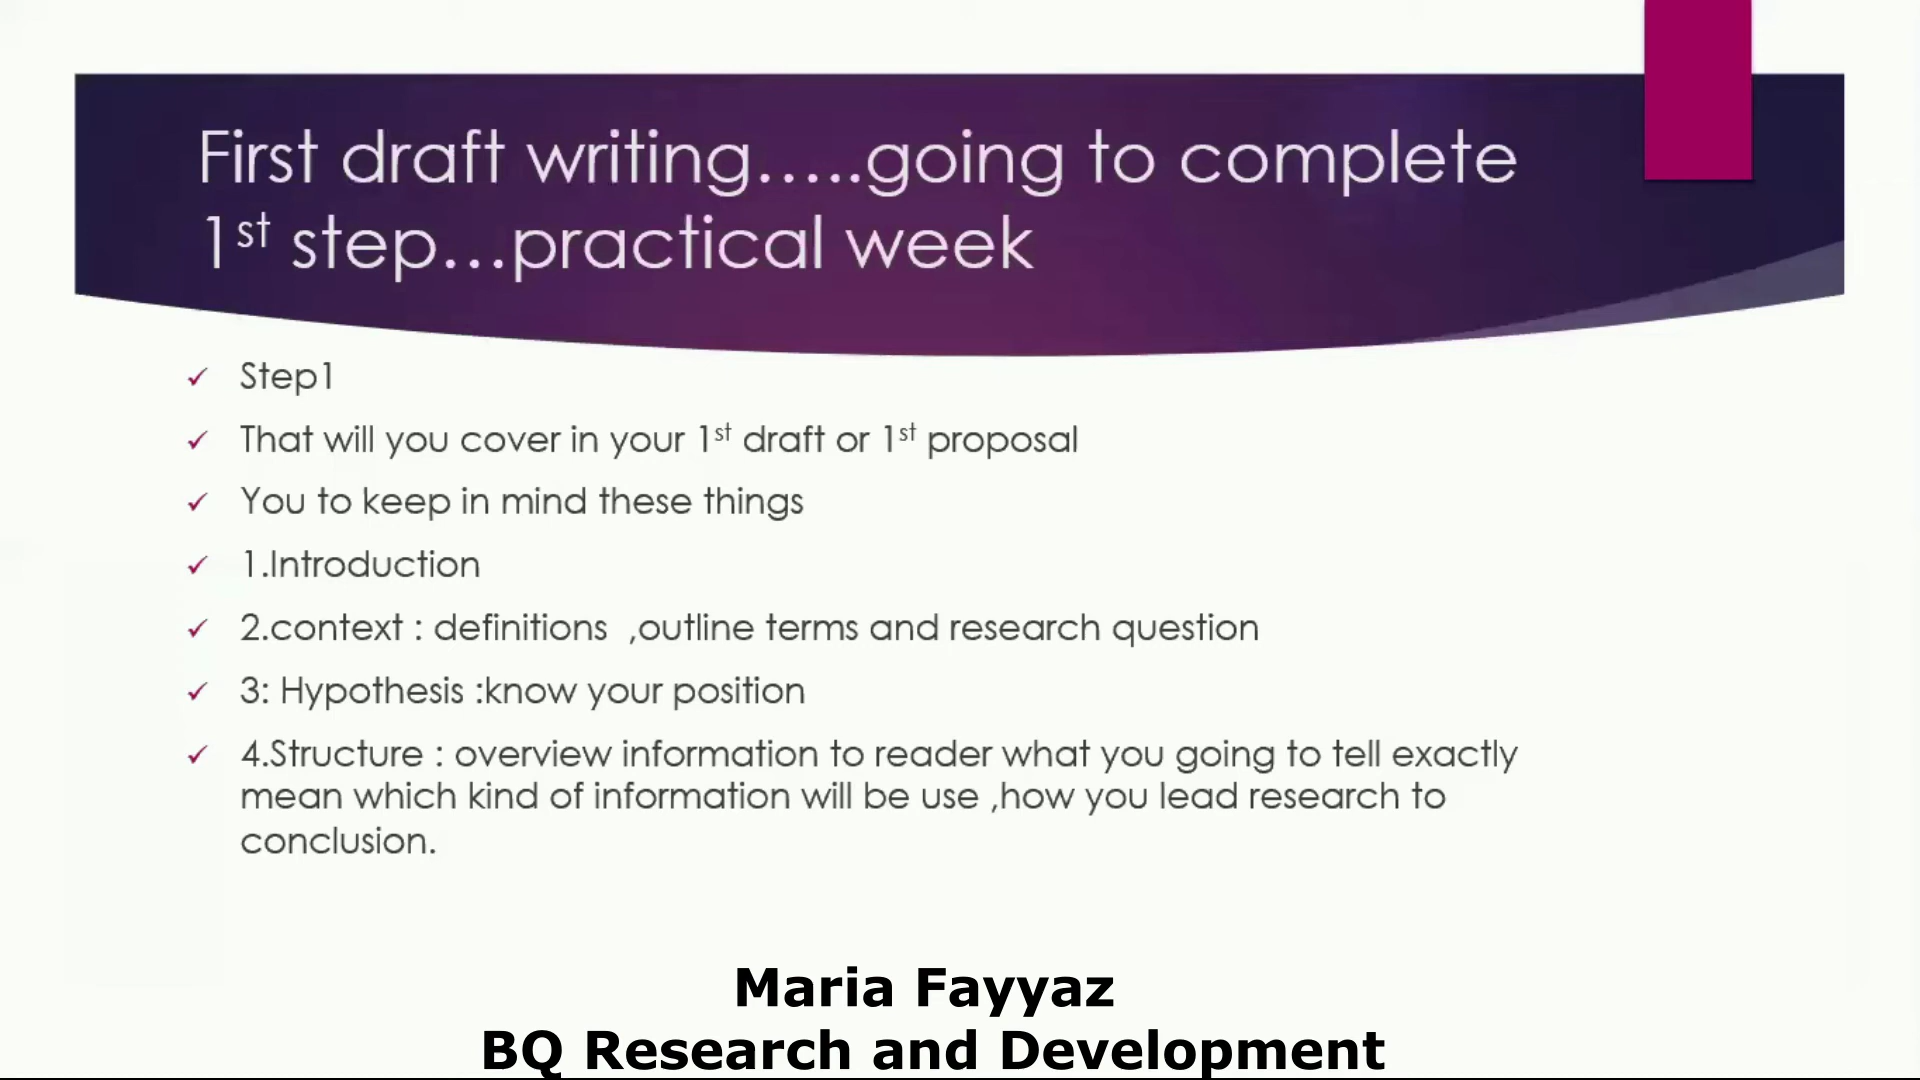 First draft writing…..going to complete
1st step…practical week
✓ Step1
✓ That will you cover in your 1st draft or 1st proposal
✓ You to keep in mind these things
✓ 1.Introduction
✓ 2.context : definitions  ,outline terms and research question
✓ 3: Hypothesis :know your position
✓ 4.Structure : overview information to reader what you going to tell exactly
mean which kind of information will be use ,how you lead research to
conclusion.
Maria Fayyaz
BQ Research and Development